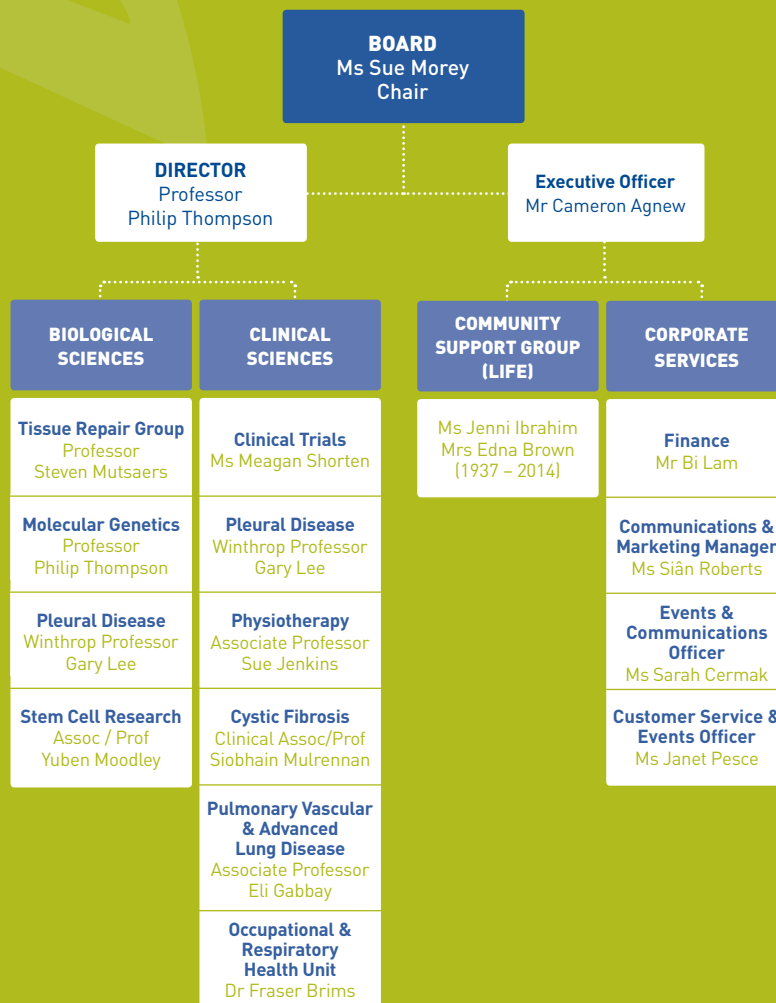 BOARD
Ms Sue Morey
Chair
DIRECTOR
Professor
Philip Thompson
Executive Officer
Mr Cameron Agnew
BIOLOGICAL
SCIENCES
Tissue Repair Group
Professor
Steven Mutsaers
Molecular Genetics
Professor
Philip Thompson
Pleural Disease
Winthrop Professor
Gary Lee
Stem Cell Research
Assoc / Prof
Yuben Moodley
CLINICAL
SCIENCES
Clinical Trials
Ms Meagan Shorten
Pleural Disease
Winthrop Professor
Gary Lee
Physiotherapy
Associate Professor
Sue Jenkins
Cystic Fibrosis
Clinical Assoc/Prof
Siobhain Mulrennan
Pulmonary Vascular
& Advanced
Lung Disease
Associate Professor
Eli Gabbay
Occupational &
Respiratory
Health Unit
Dr Fraser Brims
COMMUNITY
SUPPORT GROUP
(LIFE)
Ms Jenni Ibrahim
Mrs Edna Brown
(1937 – 2014)
CORPORATE
SERVICES
Finance
Mr Bi Lam
Communications &
Marketing Manager
Ms Siân Roberts
Events &
Communications
Officer
Ms Sarah Cermak
Customer Service &
Events Officer
Ms Janet Pesce